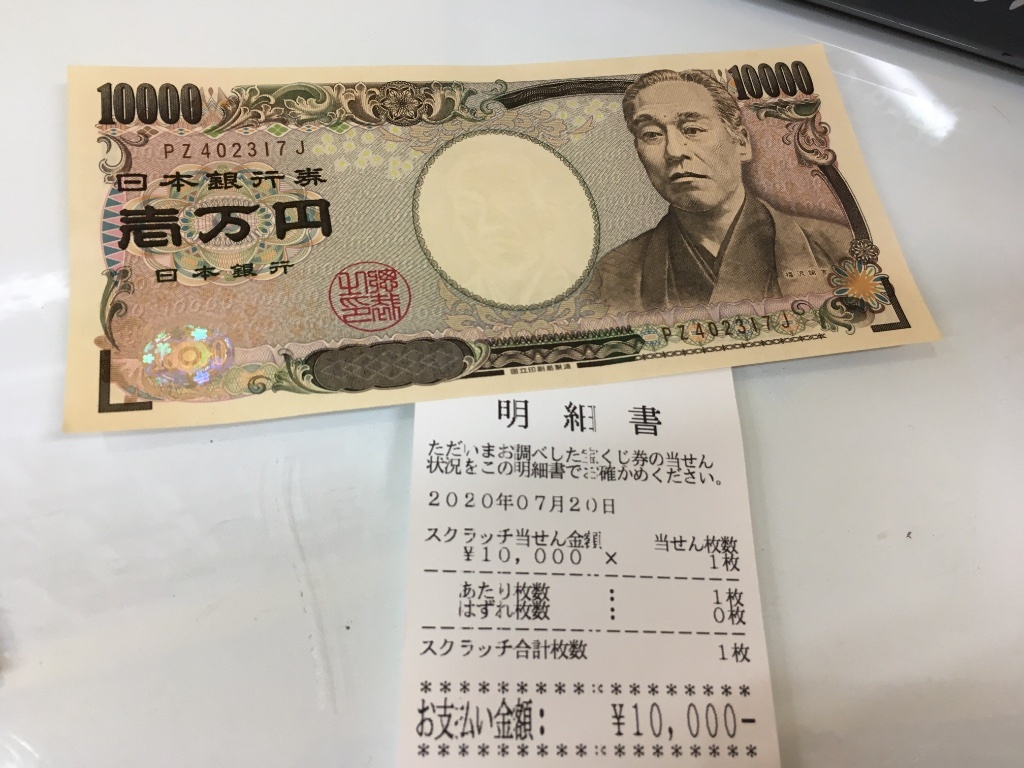 10000
10000
PZ402317J
日本銀行券
壱万円
日本銀行
PZ402317J
国立印刷局製造
明細書
ただいまお調べした宝くじ券の当せん
状況をこの明細書でご確かめください。
2020年07月20日
スクラッチ当せん金額 当せん枚数
¥10,000 × 1枚
あたり枚数 : 1枚
はずれ枚数 : 0枚
スクラッチ合計枚数 1枚
お支払い金額: ¥10,000-